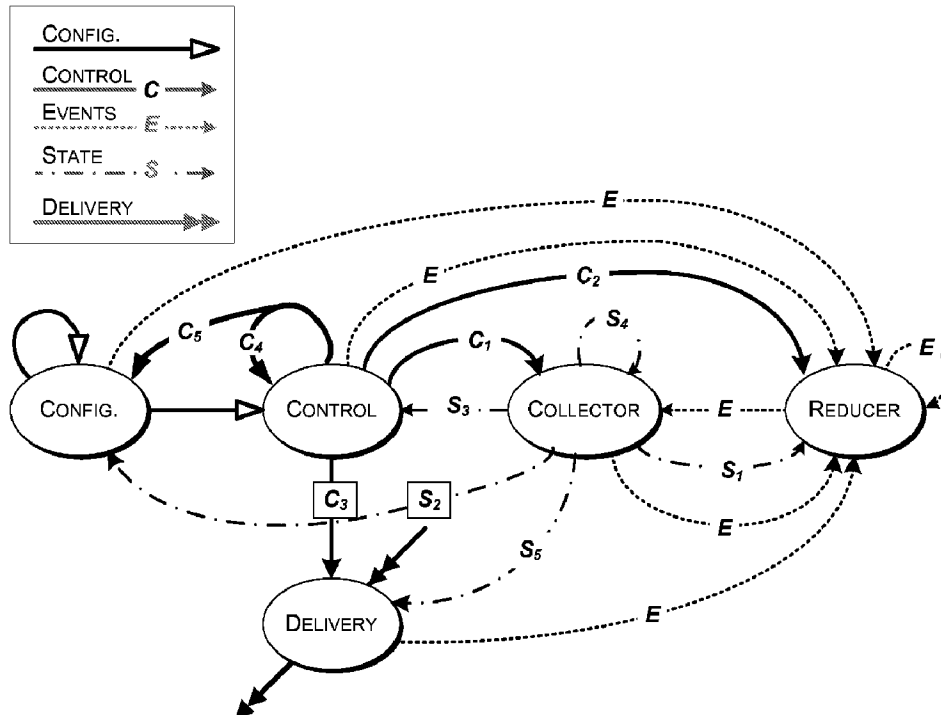 CONFIG.
CONTROL C
EVENTS E
STATE S
DELIVERY
E
E
C2
C5
C4
C1
S4
E
CONFIG.
CONTROL
S3
COLLECTOR
E
REDUCER
S1
C3
S2
E
S5
DELIVERY
E